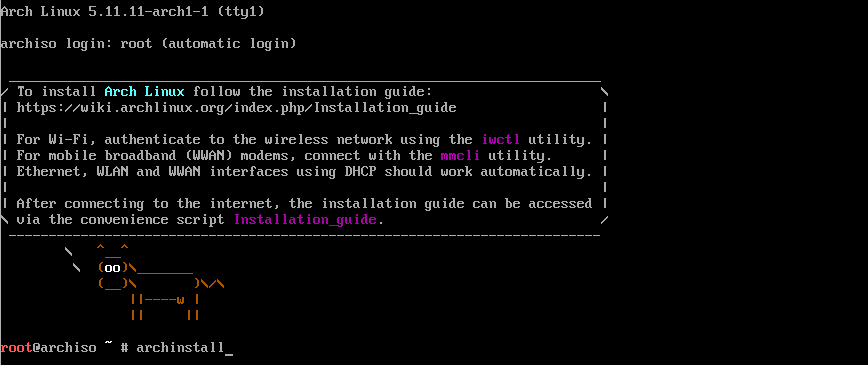 Arch Linux 5.11.11-arch1-1 (tty1)
archiso login: root (automatic login)
To install Arch Linux follow the installation guide:
https://wiki.archlinux.org/index.php/Installation_guide
For Wi-Fi, authenticate to the wireless network using the iwctl utility.
For mobile broadband (WWAN) modems, connect with the mmcli utility.
Ethernet, WLAN and WWAN interfaces using DHCP should work automatically.
After connecting to the internet, the installation guide can be accessed
via the convenience script Installation_guide.
root@archiso ~ # archinstall_